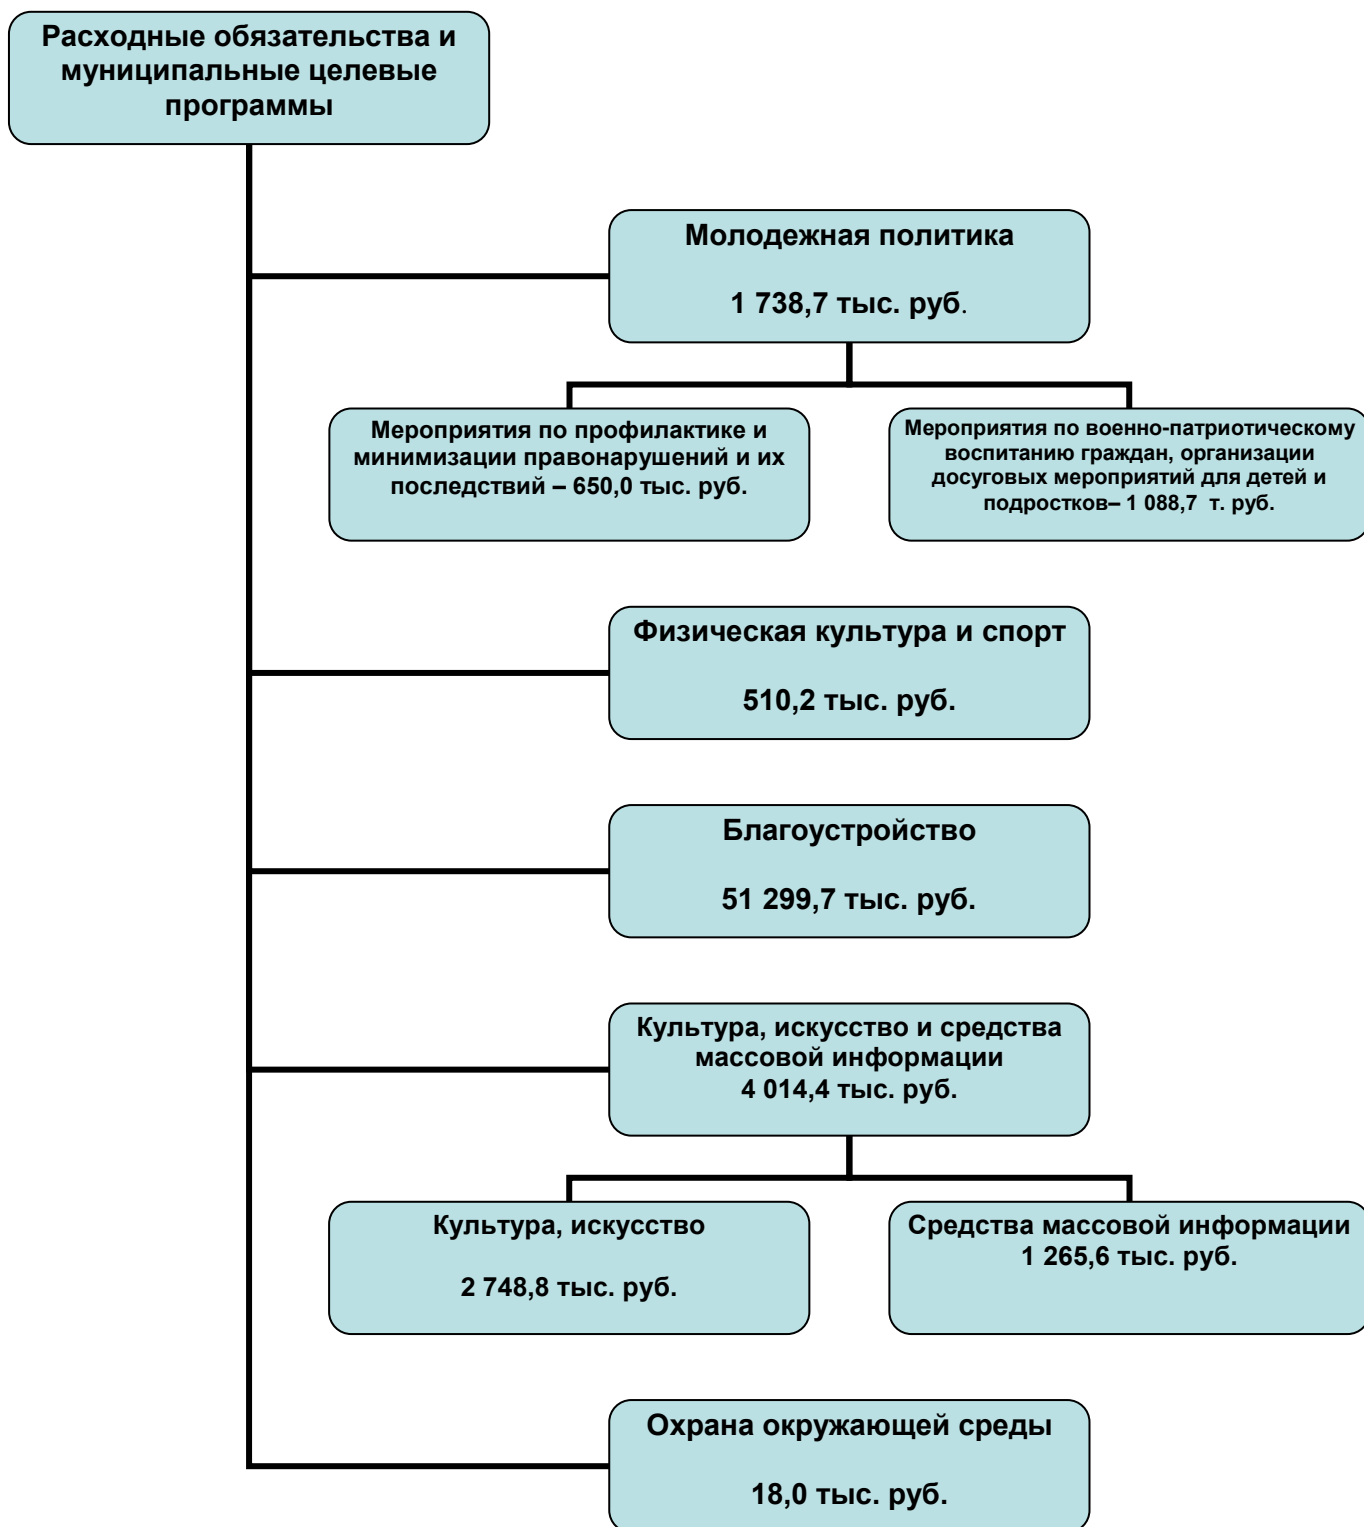 Расходные обязательства и
муниципальные целевые
программы
Молодежная политика
1 738,7 тыс. руб.
Мероприятия по профилактике и
минимизации правонарушений и их
последствий – 650,0 тыс. руб.
Мероприятия по военно-патриотическому
воспитанию граждан, организации
досуговых мероприятий для детей и
подростков– 1 088,7  т. руб.
Физическая культура и спорт
510,2 тыс. руб.
Благоустройство
51 299,7 тыс. руб.
Культура, искусство и средства
массовой информации
4 014,4 тыс. руб.
Культура, искусство
2 748,8 тыс. руб.
Средства массовой информации
1 265,6 тыс. руб.
Охрана окружающей среды
18,0 тыс. руб.